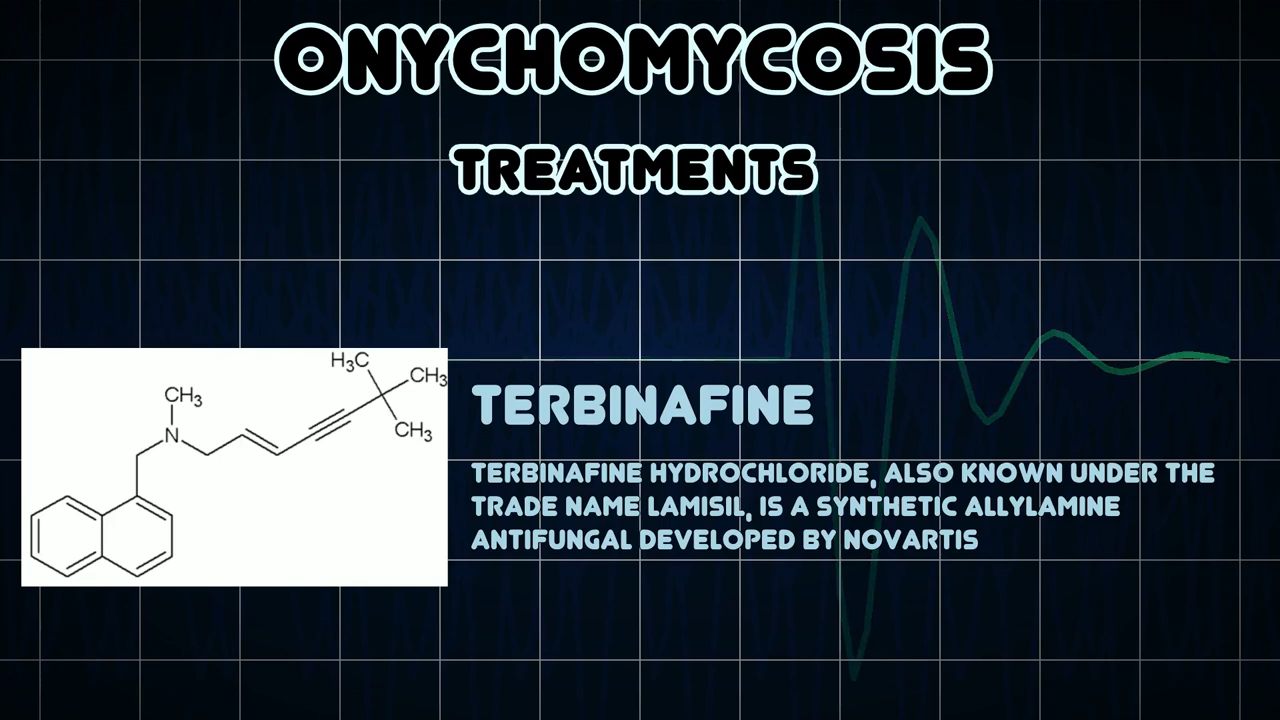 ONYCHOMYCOSIS
TREATMENTS
H₃C
CH₃
CH₃
N
CH₃
TERBINAFINE
TERBINAFINE HYDROCHLORIDE, ALSO KNOWN UNDER THE
TRADE NAME LAMISIL, IS A SYNTHETIC ALLYLAMINE
ANTIFUNGAL DEVELOPED BY NOVARTIS